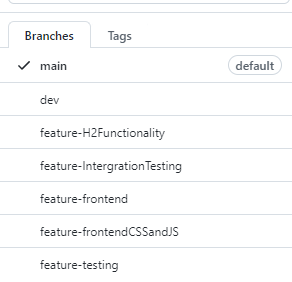 Branches Tags
main default
dev
feature-H2Functionality
feature-IntergrationTesting
feature-frontend
feature-frontendCSSandJS
feature-testing